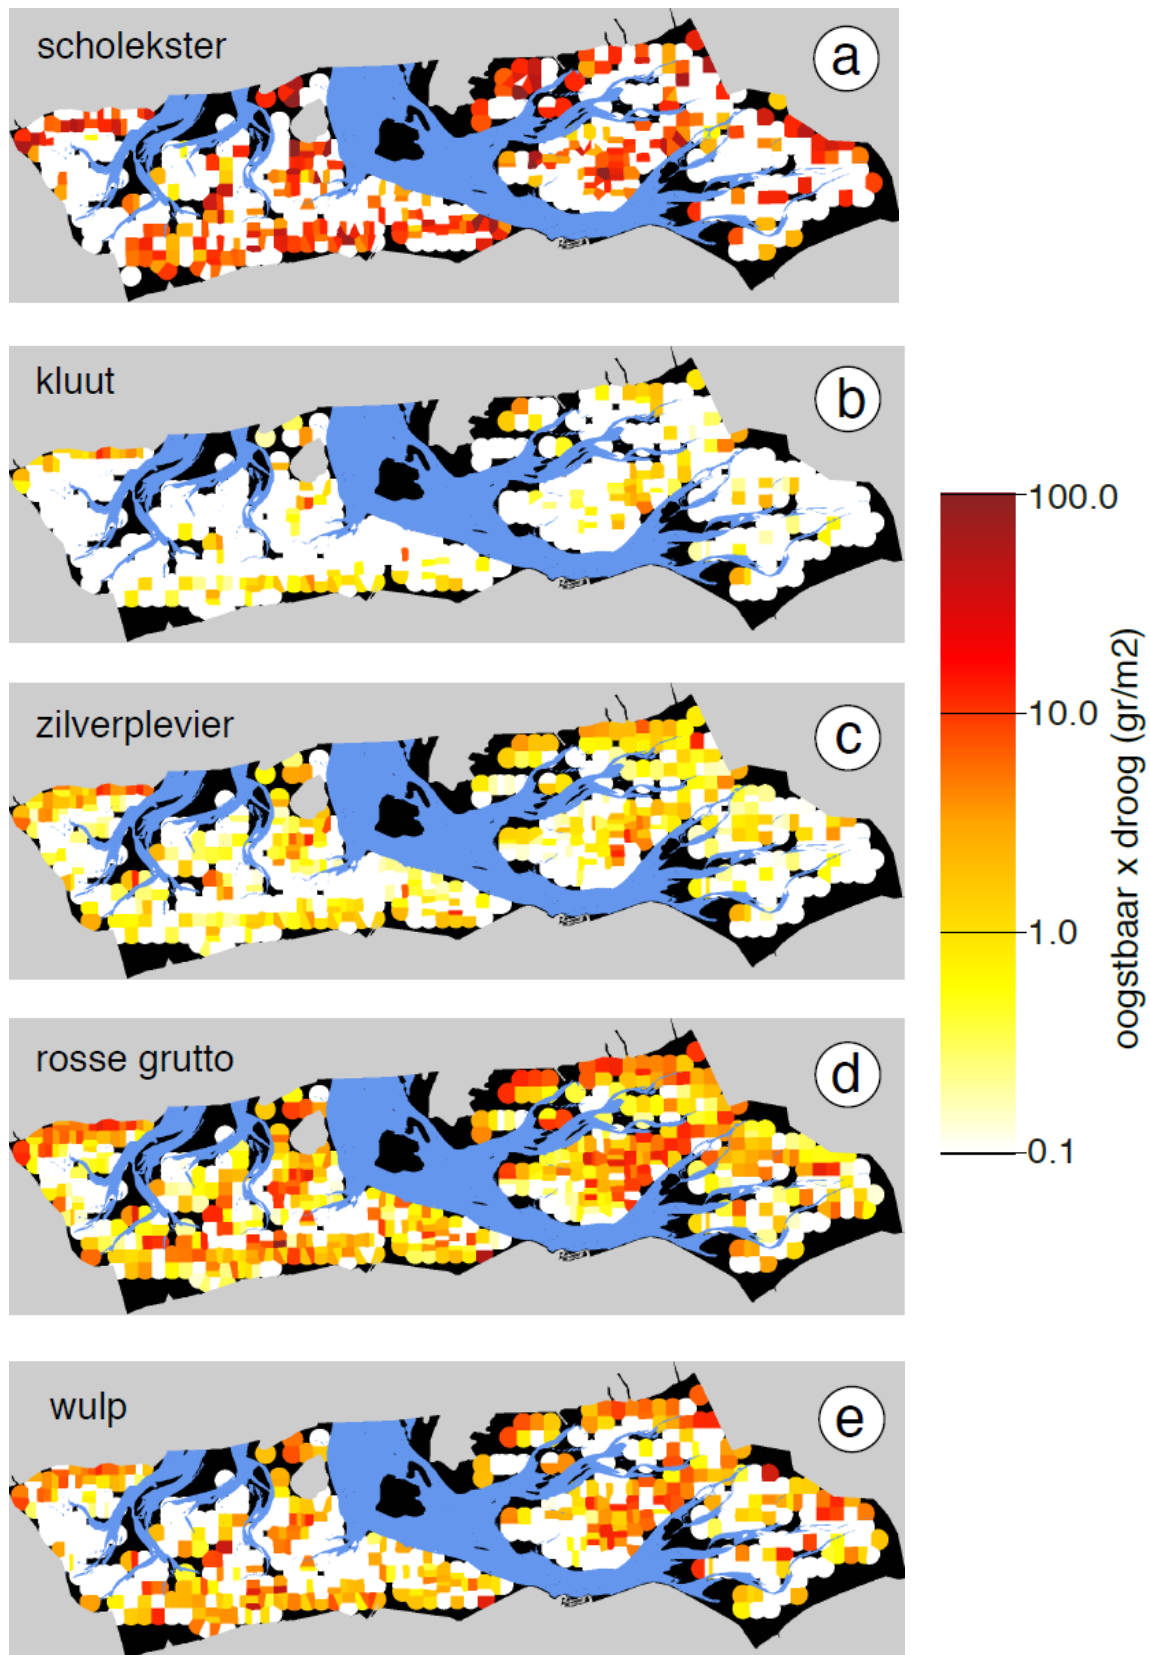 scholekster
a
kluut
b
zilverplevier
c
rosse grutto
d
wulp
e
100.0
10.0
1.0
0.1
oogstbaar x droog (gr/m2)